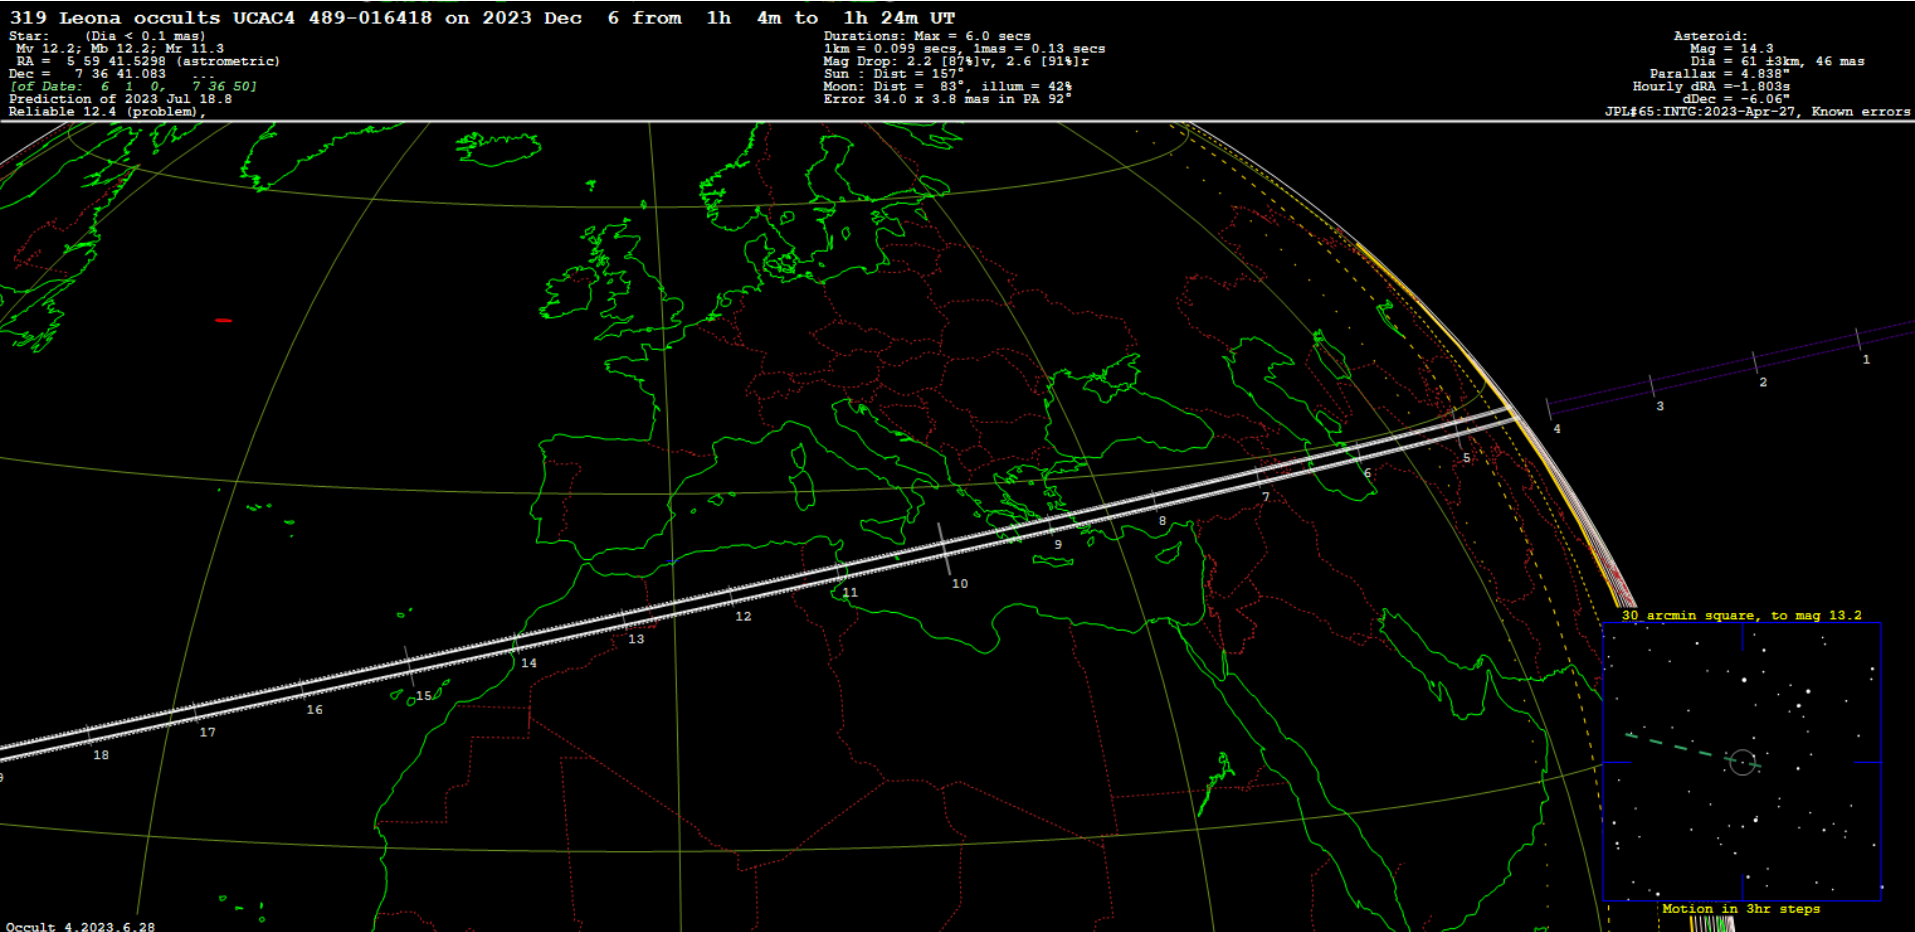 319 Leona occults UCAC4 489-016418 on 2023 Dec  6 from  1h  4m to  1h 24m UT
Star:    (Dia < 0.1 mas)
Mv 12.2; Mb 12.2; Mr 11.3
RA =  5 59 41.5298 (astrometric)
Dec =   7 36 41.083   ...
[of Date:  6  1  0,   7 36 50]
Prediction of 2023 Jul 18.8
Reliable 12.4 (problem),
Durations: Max = 6.0 secs
1km = 0.099 secs, 1mas = 0.13 secs
Mag Drop: 2.2 [87%]v, 2.6 [91%]r
Sun : Dist = 157°
Moon: Dist =  83°, illum = 42%
Error 34.0 x 3.8 mas in PA 92°
Asteroid:
Mag = 14.3
Dia = 61 ±3km, 46 mas
Parallax = 4.838"
Hourly dRA =-1.803s
dDec = -6.06"
JPL#65:INTG:2023-Apr-27, Known errors
1
2
3
4
5
6
7
8
9
10
11
12
13
14
15
16
17
18
30 arcmin square, to mag 13.2
Motion in 3hr steps
Occult 4.2023.6.28